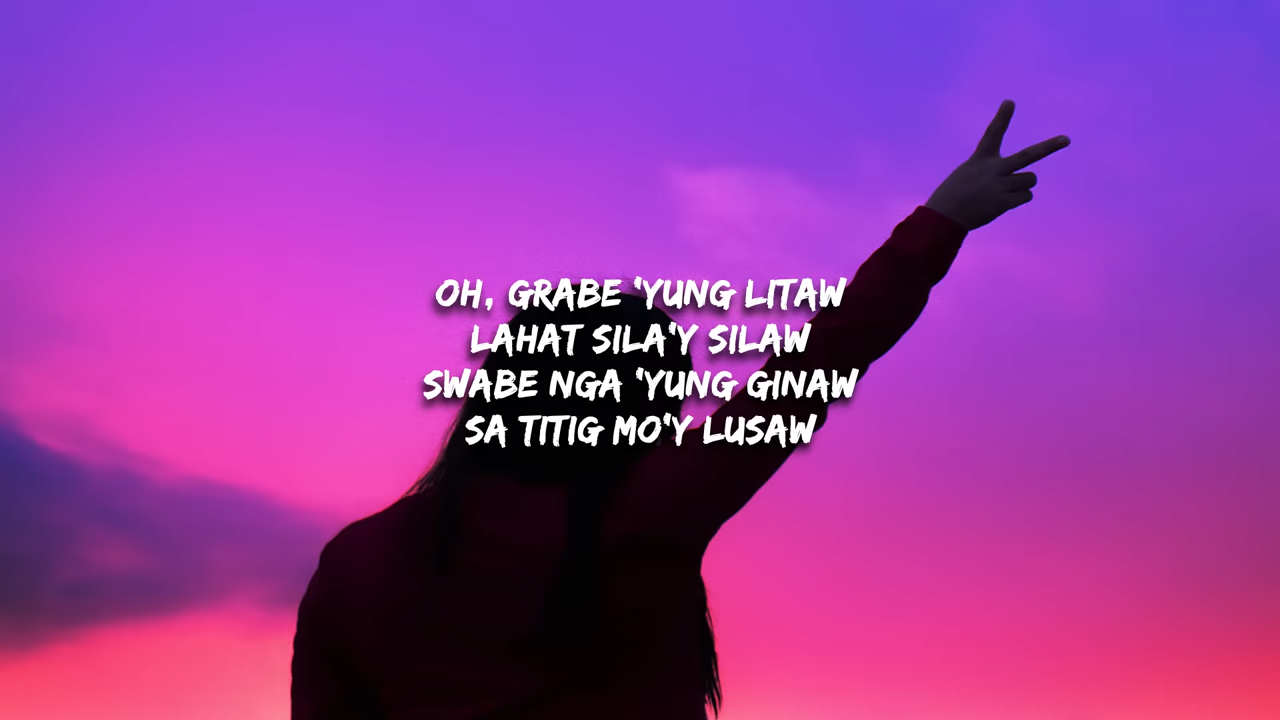 OH, GRABE 'YUNG LITAW
LAHAT SILA'Y SILAW
SWABE NGA 'YUNG GINAW
SA TITIG MO'Y LUSAW